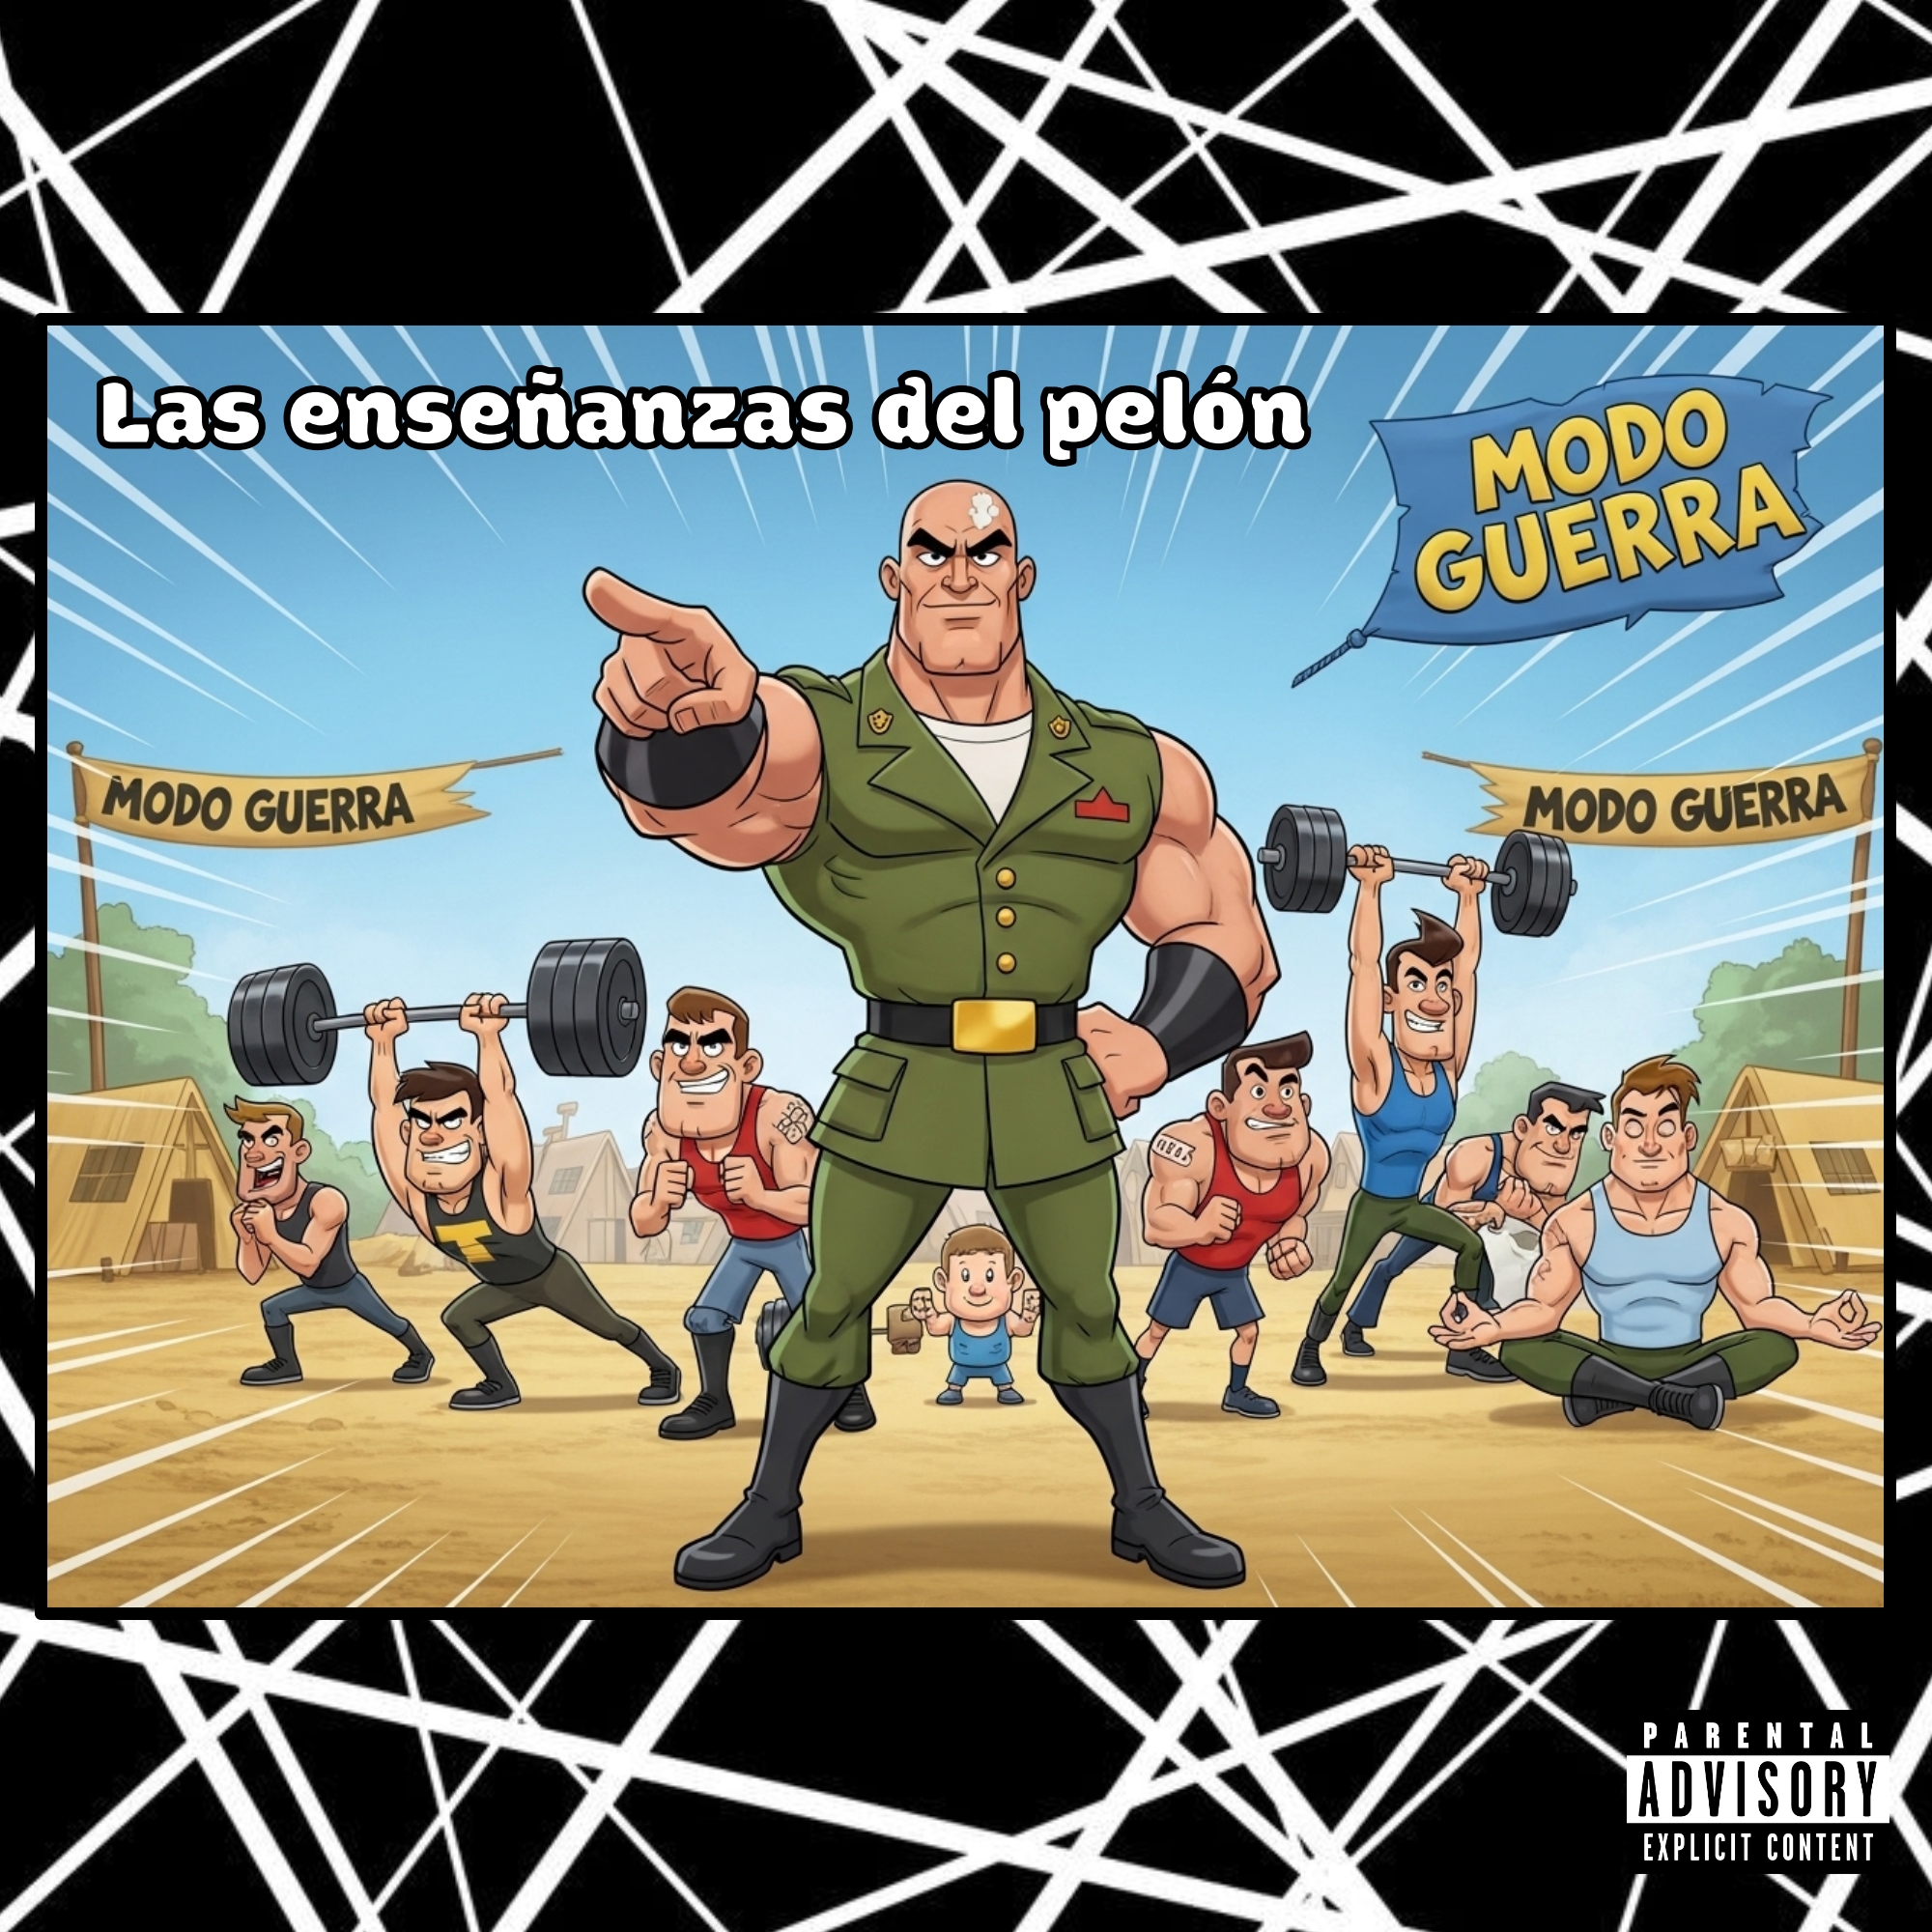 Las enseñanzas del pelón
MODO
GUERRA
MODO GUERRA
MODO GUERRA
T
PARENTAL
ADVISORY
EXPLICIT CONTENT